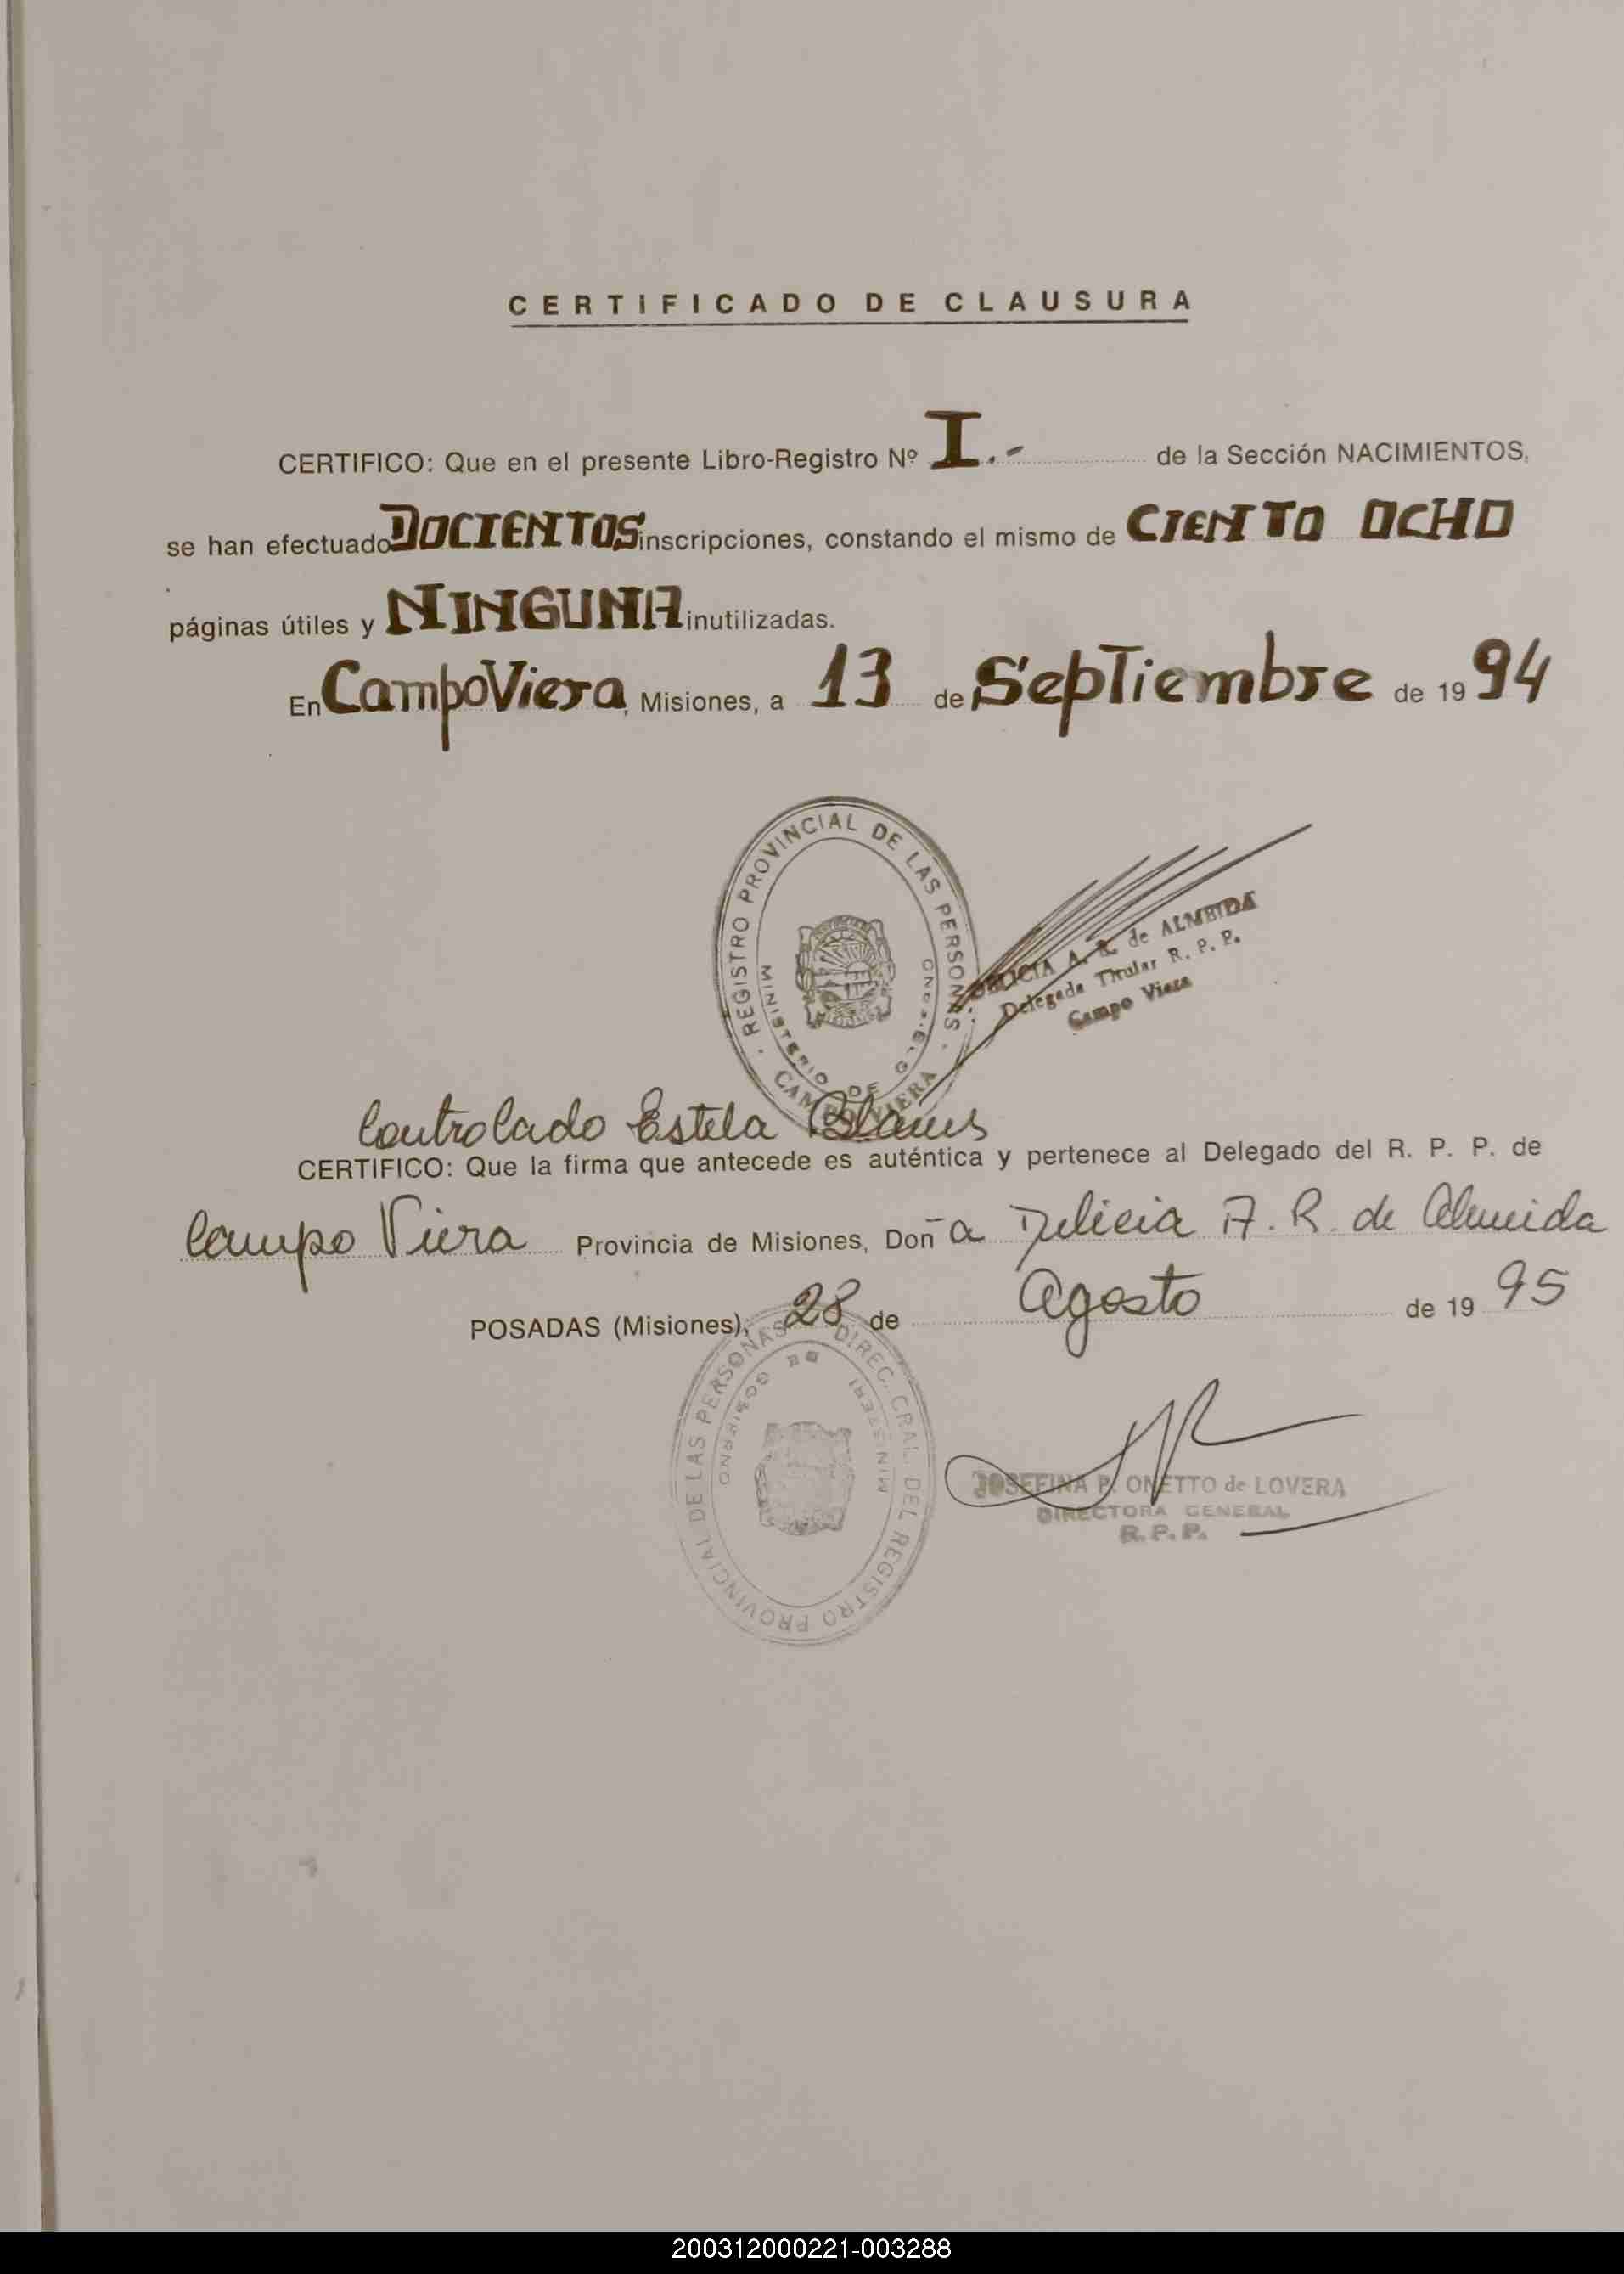 CERTIFICADO DE CLAUSURA
CERTIFICO: Que en el presente Libro-Registro Nº I.- de la Sección NACIMIENTOS,
se han efectuado DOCIENTOS inscripciones, constando el mismo de CIENTO OCHO
páginas útiles y NINGUNA inutilizadas.
En Campo Viera, Misiones, a 13 de Septiembre de 1994
REGISTRO PROVINCIAL DE LAS PERSONAS
MINISTERIO DE
CAMPO VIERA
DELICIA A. R. de ALMEIDA
Delegada Titular R. P. P.
Campo Viera
Controlado Estela
CERTIFICO: Que la firma que antecede es auténtica y pertenece al Delegado del R. P. P. de
Campo Viera Provincia de Misiones, Doña Delicia A. R. de Almeida
POSADAS (Misiones), 28 de Agosto de 1995
DIREC. GRAL. DEL REGISTRO PROVINCIAL DE LAS PERSONAS
GOBIERNO
JOSEFINA P. ONETTO de LOVERA
DIRECTORA GENERAL
R. P. P.
200312000221-003288